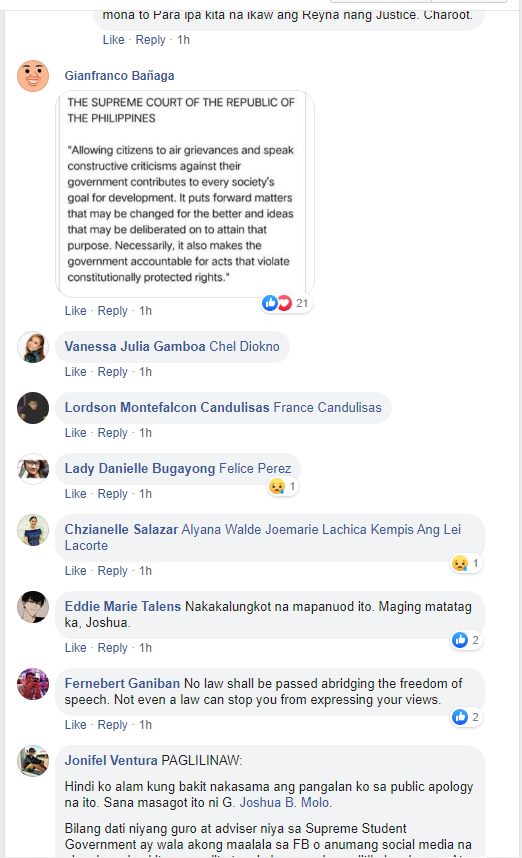 mona to Para ipa kita na ikaw ang Reyna nang Justice. Charoot.
Like · Reply · 1h
Gianfranco Bañaga
THE SUPREME COURT OF THE REPUBLIC OF
THE PHILIPPINES
"Allowing citizens to air grievances and speak
constructive criticisms against their
government contributes to every society's
goal for development. It puts forward matters
that may be changed for the better and ideas
that may be deliberated on to attain that
purpose. Necessarily, it also makes the
government accountable for acts that violate
constitutionally protected rights."
21
Like · Reply · 1h
Vanessa Julia Gamboa Chel Diokno
Like · Reply · 1h
Lordson Montefalcon Candulisas France Candulisas
Like · Reply · 1h
Lady Danielle Bugayong Felice Perez
1
Like · Reply · 1h
Chzianelle Salazar Alyana Walde Joemarie Lachica Kempis Ang Lei
Lacorte
1
Like · Reply · 1h
Eddie Marie Talens Nakakalungkot na mapanuod ito. Maging matatag
ka, Joshua.
2
Like · Reply · 1h
Fernebert Ganiban No law shall be passed abridging the freedom of
speech. Not even a law can stop you from expressing your views.
2
Like · Reply · 1h
Jonifel Ventura PAGLILINAW:
Hindi ko alam kung bakit nakasama ang pangalan ko sa public apology
na ito. Sana masagot ito ni G. Joshua B. Molo.
Bilang dati niyang guro at adviser niya sa Supreme Student
Government ay wala akong maalala sa FB o anumang social media na